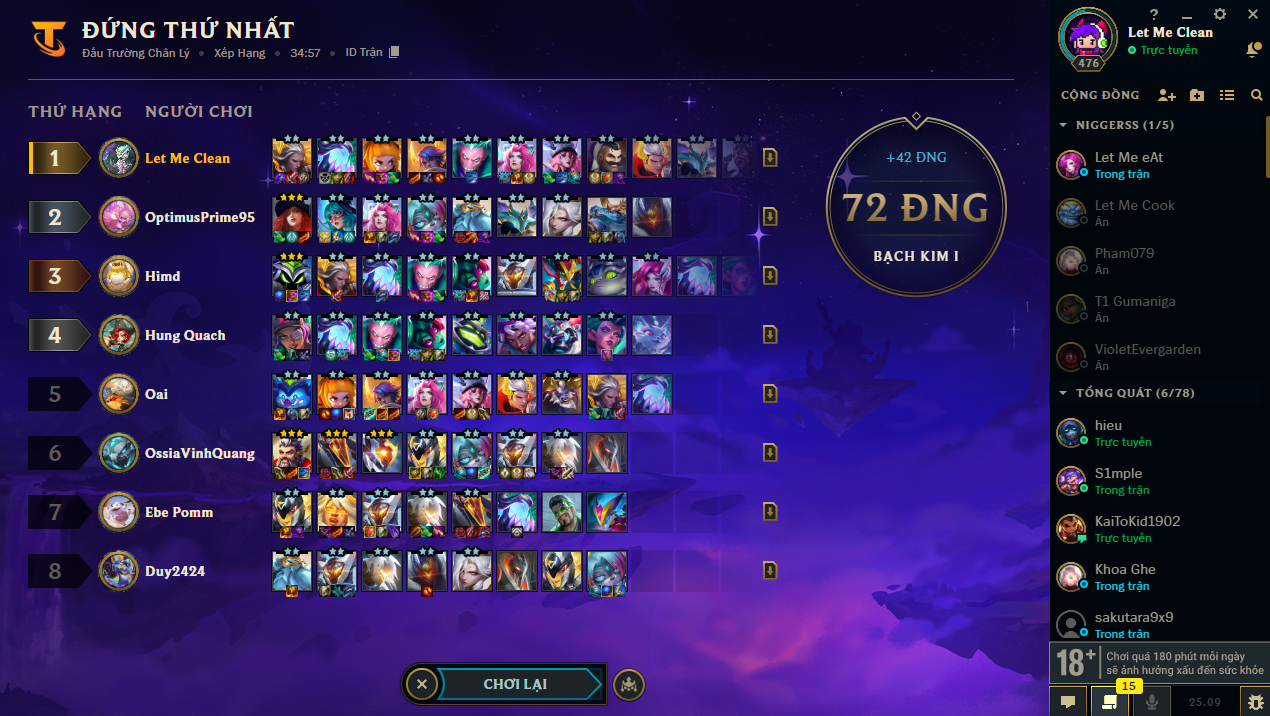 ĐỨNG THỨ NHẤT
Đấu Trường Chân Lý • Xếp Hạng • 34:57 • ID Trận
THỨ HẠNG NGƯỜI CHƠI
1 Let Me Clean
2 OptimusPrime95
3 Himd
4 Hung Quach
5 Oai
6 OssiaVinhQuang
7 Ebe Pomm
8 Duy2424
+42 ĐNG
72 ĐNG
BẠCH KIM I
CHƠI LẠI
?
Let Me Clean
Trực tuyến
476
CỘNG ĐỒNG
NIGGERSS (1/5)
Let Me eAt
Trong trận
Let Me Cook
Ẩn
Pham079
Ẩn
T1 Gumaniga
Ẩn
VioletEvergarden
Ẩn
TỔNG QUÁT (6/78)
hieu
Trực tuyến
S1mple
Trong trận
KaiToKid1902
Trực tuyến
Khoa Ghe
Trong trận
sakutara9x9
Trong trận
18+ Chơi quá 180 phút mỗi ngày
sẽ ảnh hưởng xấu đến sức khỏe
15
25.09